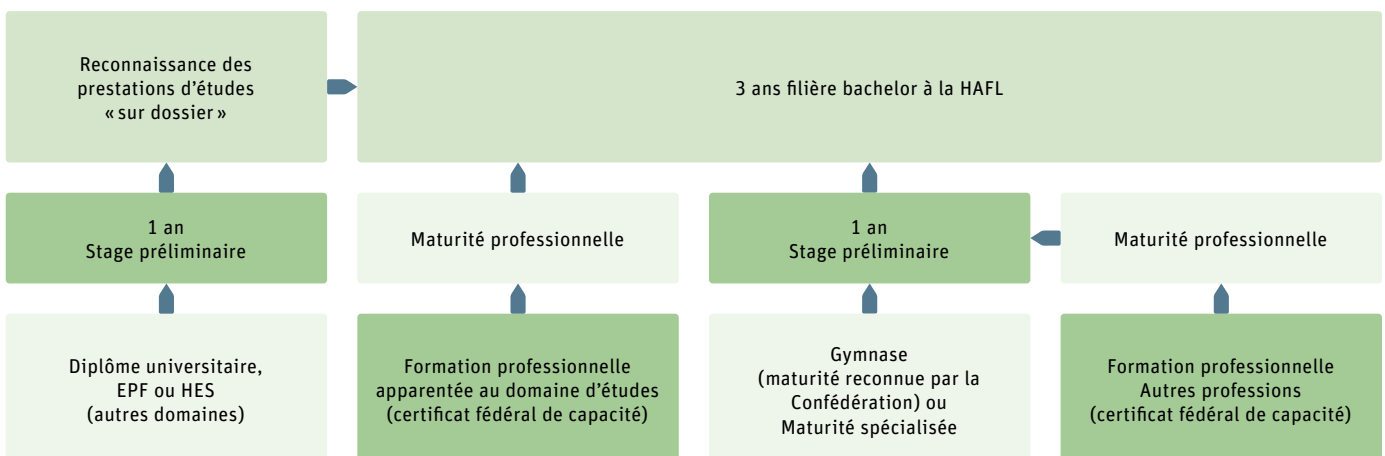 Reconnaissance des
prestations d'études
« sur dossier »
3 ans filière bachelor à la HAFL
1 an
Stage préliminaire
Maturité professionnelle
1 an
Stage préliminaire
Maturité professionnelle
Diplôme universitaire,
EPF ou HES
(autres domaines)
Formation professionnelle
apparentée au domaine d'études
(certificat fédéral de capacité)
Gymnase
(maturité reconnue par la
Confédération) ou
Maturité spécialisée
Formation professionnelle
Autres professions
(certificat fédéral de capacité)